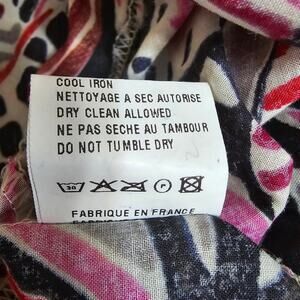 COOL IRON
NETTOYAGE A SEC AUTORISE
DRY CLEAN ALLOWED
NE PAS SECHE AU TAMBOUR
DO NOT TUMBLE DRY
30 P
FABRIQUE EN FRANCE